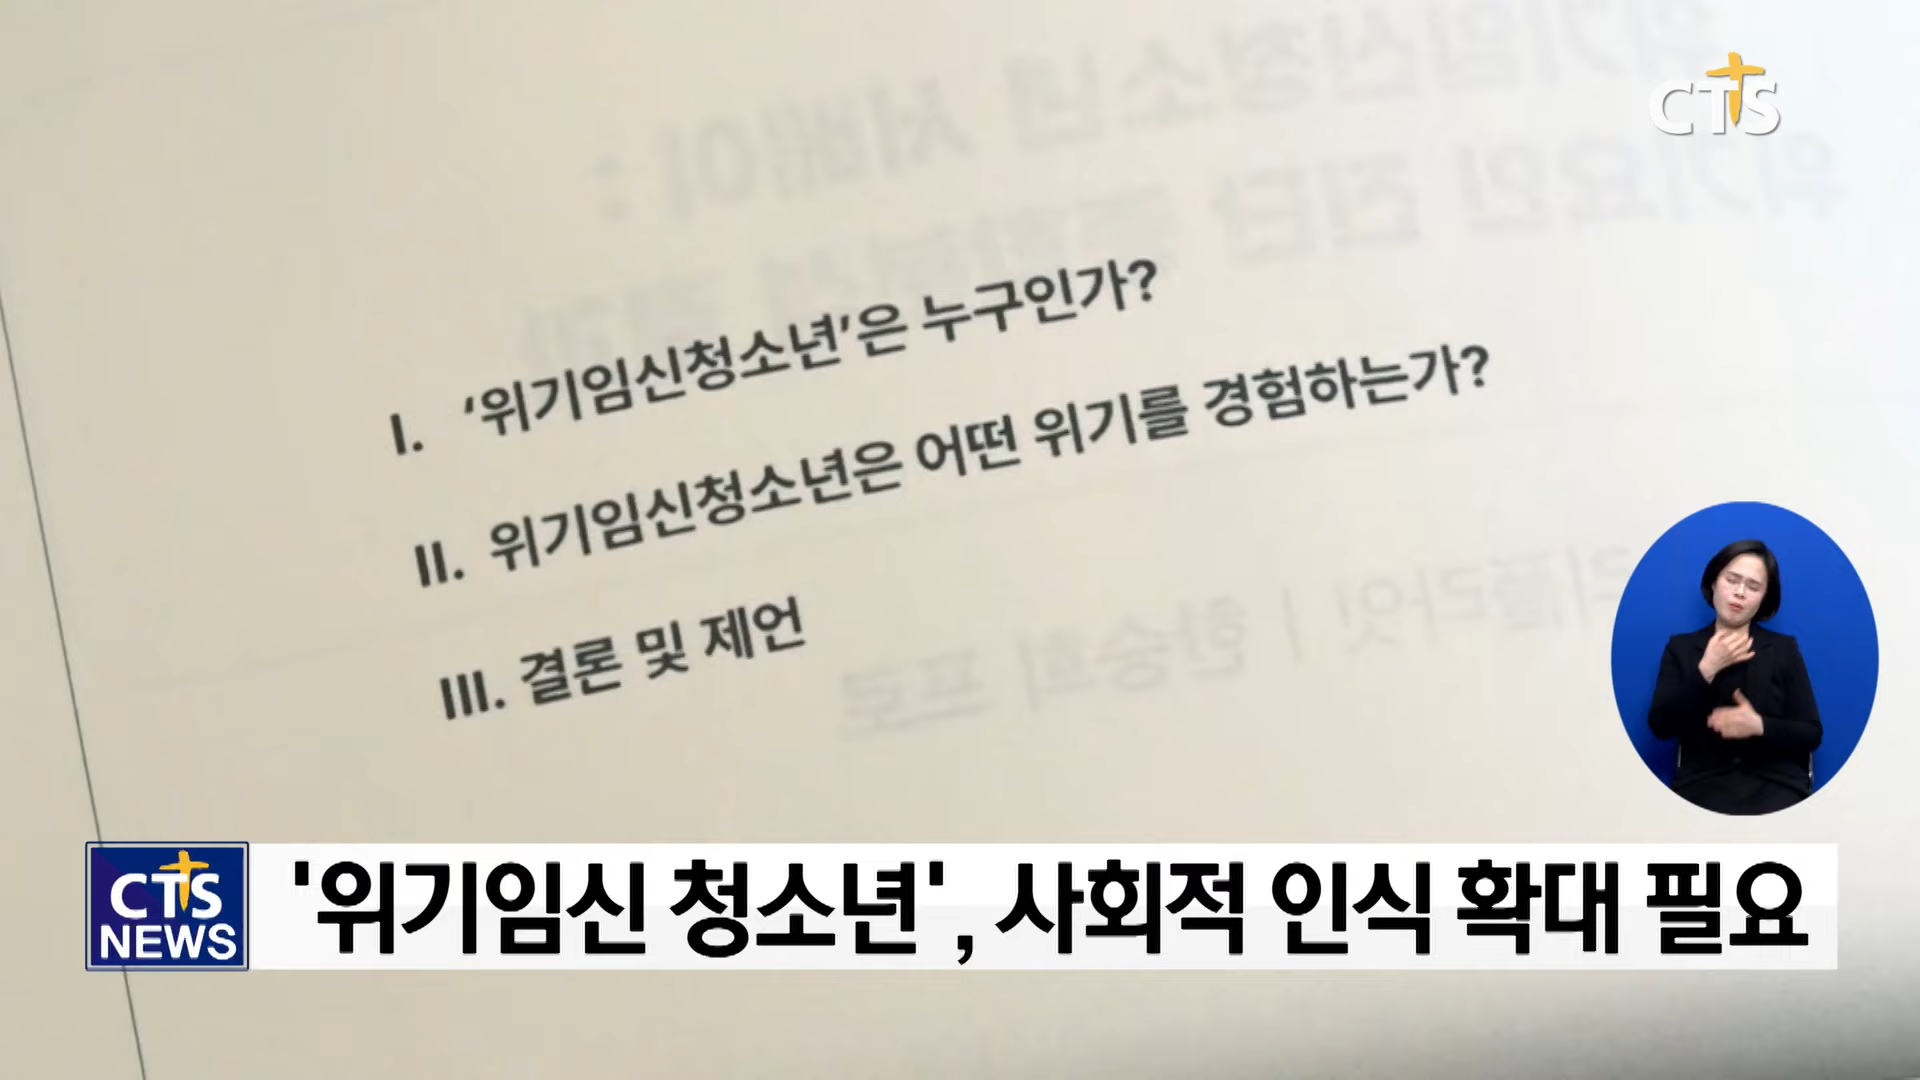 CTS
I. ‘위기임신청소년’은 누구인가?
II. 위기임신청소년은 어떤 위기를 경험하는가?
III. 결론 및 제언
CTS
NEWS
'위기임신 청소년', 사회적 인식 확대 필요